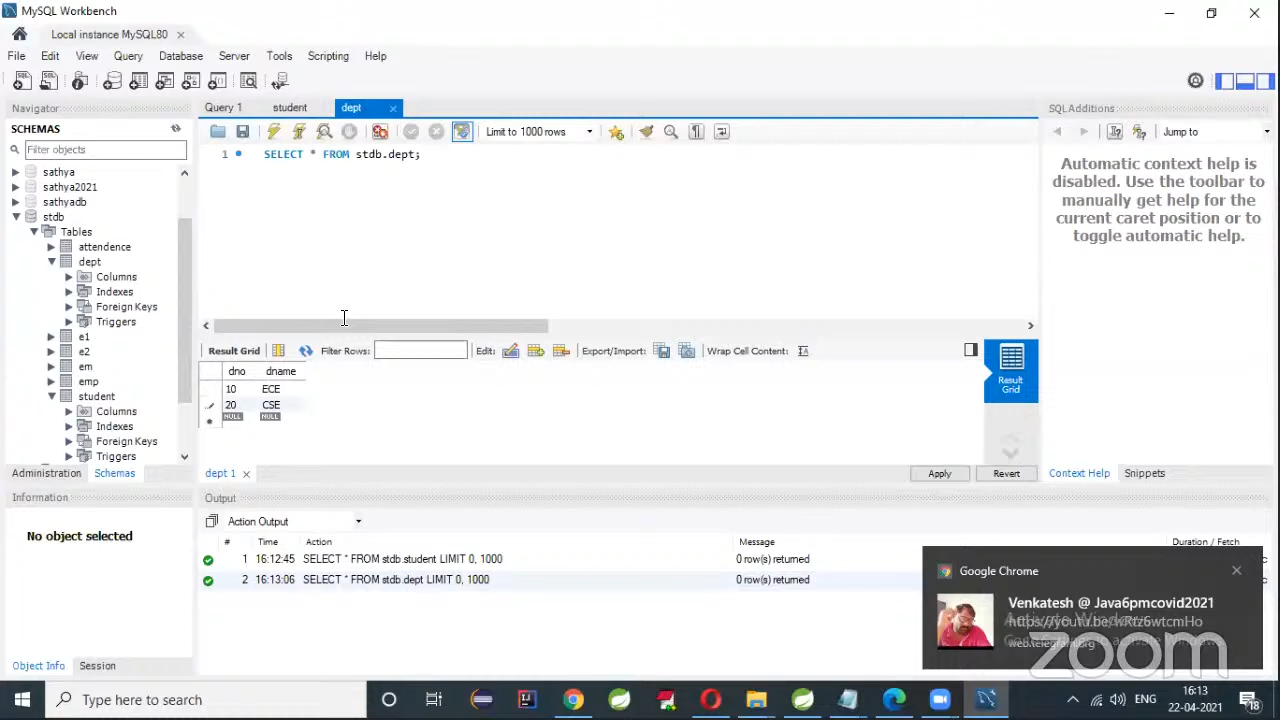 MySQL Workbench
Local instance MySQL80
File Edit View Query Database Server Tools Scripting Help
Navigator
SCHEMAS
Filter objects
sathya
sathya2021
sathyadb
stdb
Tables
attendence
dept
Columns
Indexes
Foreign Keys
Triggers
e1
e2
em
emp
student
Columns
Indexes
Foreign Keys
Triggers
Administration Schemas
Information
No object selected
Object Info Session
Query 1 student dept
Limit to 1000 rows
1 SELECT * FROM stdb.dept;
Result Grid Filter Rows: Edit: Export/Import: Wrap Cell Content:
dno dname
10 ECE
20 CSE
NULL NULL
Result
Grid
dept 1 Apply Revert
Output
Action Output
# Time Action Message Duration / Fetch
1 16:12:45 SELECT * FROM stdb.student LIMIT 0, 1000 0 row(s) returned
2 16:13:06 SELECT * FROM stdb.dept LIMIT 0, 1000 0 row(s) returned
SQLAdditions
Jump to
Automatic context help is
disabled. Use the toolbar to
manually get help for the
current caret position or to
toggle automatic help.
Context Help Snippets
Google Chrome
Venkatesh @ Java6pmcovid2021
web.telegram.org
zoom
Type here to search
ENG
16:13
22-04-2021
18